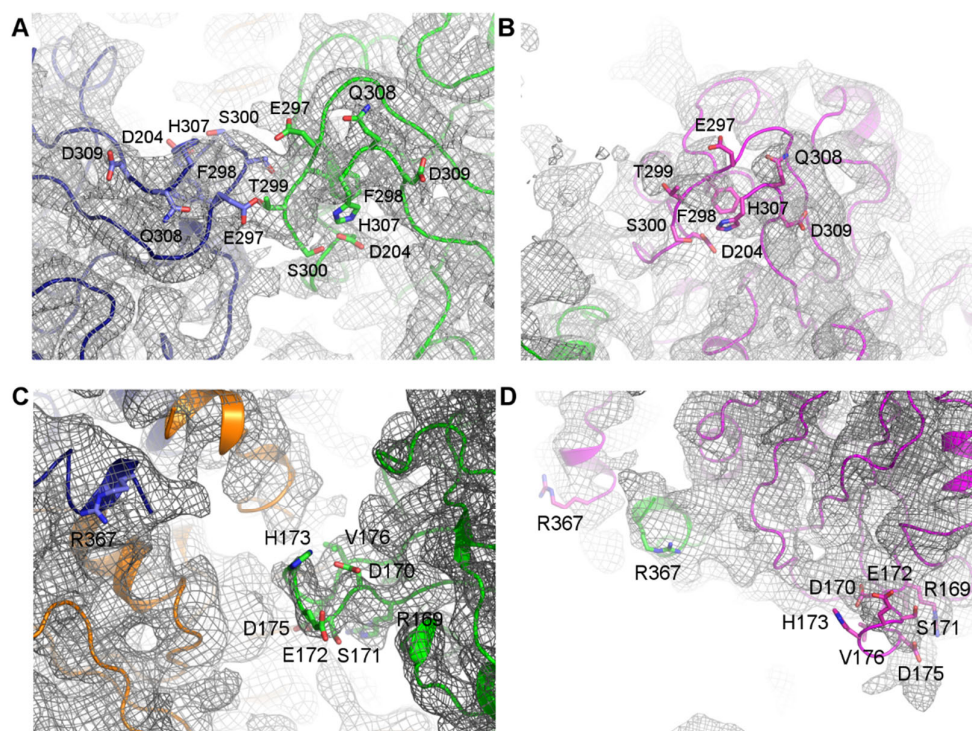 A
B
S300
E297
Q308
D204
H307
D309
F298
T299
D309
F298
Q308
E297
H307
S300
D204
E297
Q308
T299
S300
F298
H307
D309
D204
C
D
R367
H173
V176
D170
D175
R169
E172
S171
R367
R367
D170
E172
R169
H173
S171
V176
D175